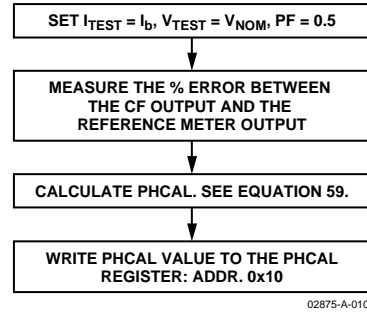 SET ITEST = Ib, VTEST = VNOM, PF = 0.5
MEASURE THE % ERROR BETWEEN
THE CF OUTPUT AND THE
REFERENCE METER OUTPUT
CALCULATE PHCAL. SEE EQUATION 59.
WRITE PHCAL VALUE TO THE PHCAL
REGISTER: ADDR. 0x10
02875-A-010